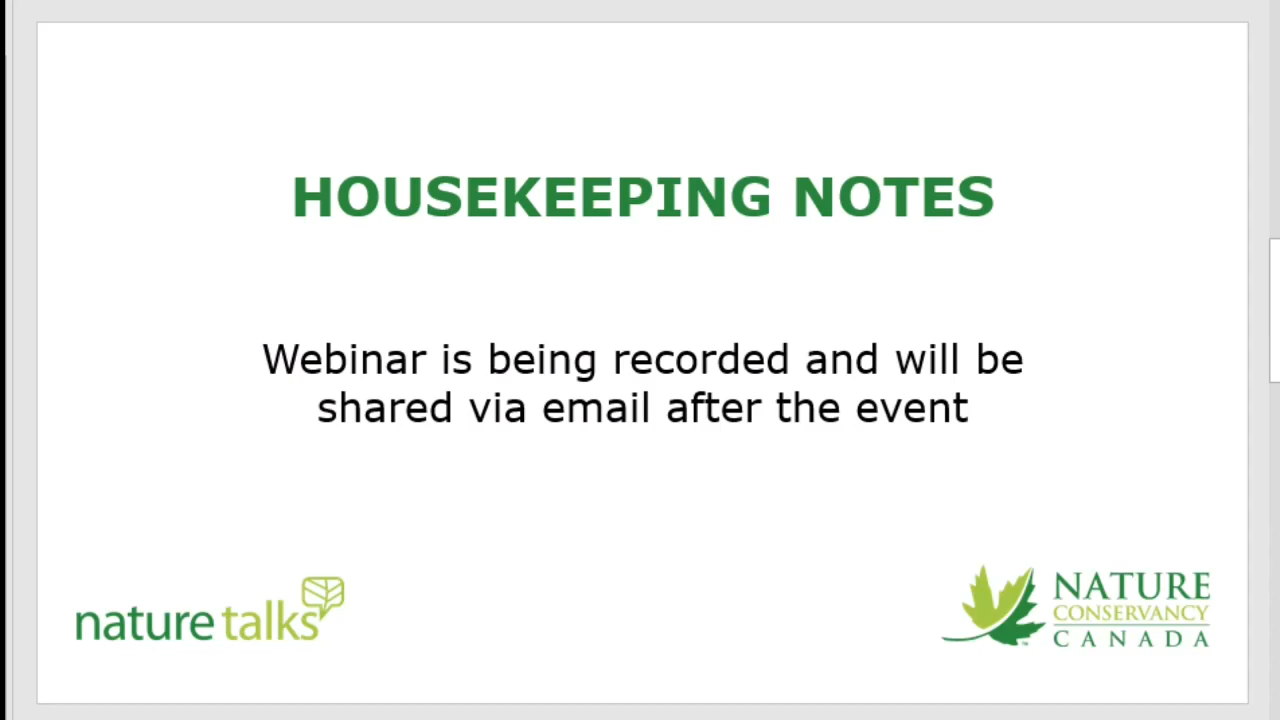 HOUSEKEEPING NOTES
Webinar is being recorded and will be
shared via email after the event
nature talks
NATURE
CONSERVANCY
CANADA